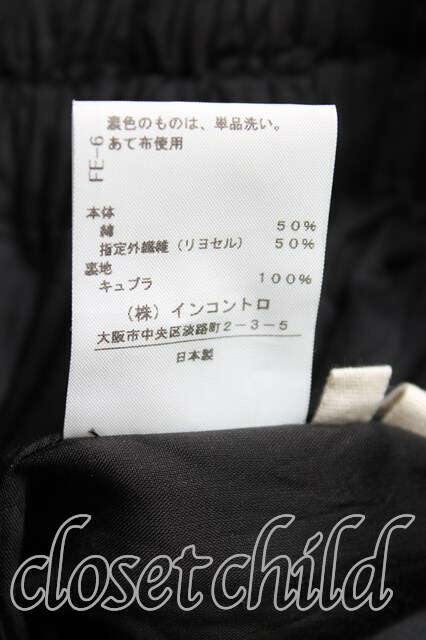 濃色のものは、単品洗い。
あて布使用
FE-6
本体
綿 50%
指定外繊維(リヨセル) 50%
裏地
キュプラ 100%
(株)インコントロ
大阪市中央区淡路町2-3-5
日本製
closet child